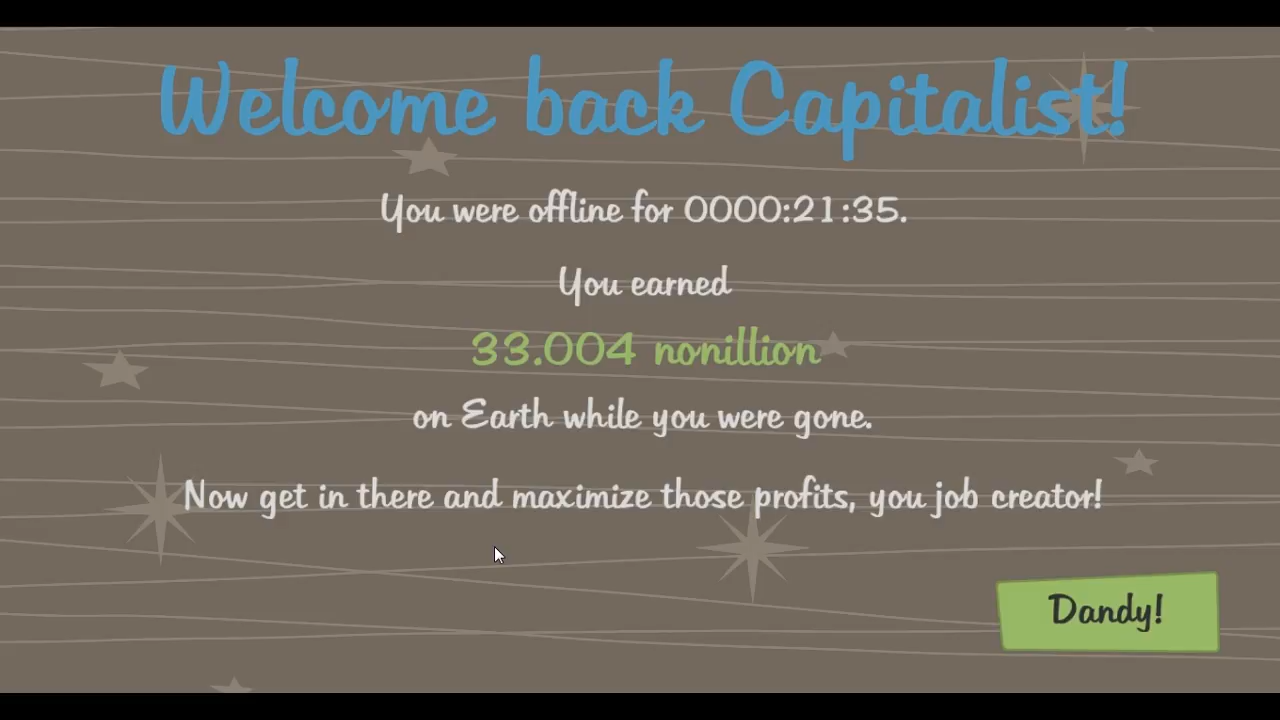 Welcome back Capitalist!
You were offline for 0000:21:35.
You earned
33.004 nonillion
on Earth while you were gone.
Now get in there and maximize those profits, you job creator!
Dandy!